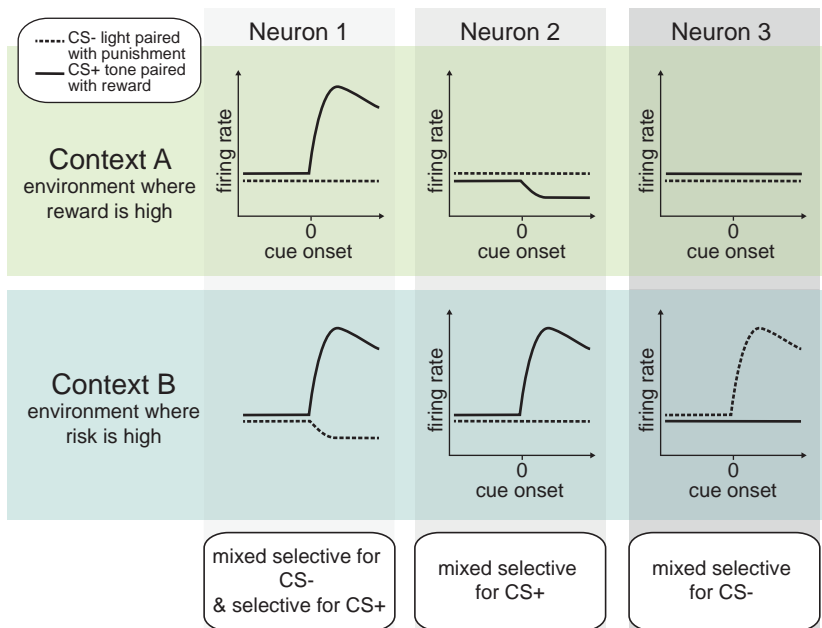 CS- light paired
with punishment
CS+ tone paired
with reward
Neuron 1
Neuron 2
Neuron 3
Context A
environment where
reward is high
firing rate
0
cue onset
firing rate
0
cue onset
firing rate
0
cue onset
Context B
environment where
risk is high
firing rate
0
cue onset
firing rate
0
cue onset
mixed selective for
CS-
& selective for CS+
mixed selective
for CS+
mixed selective
for CS-